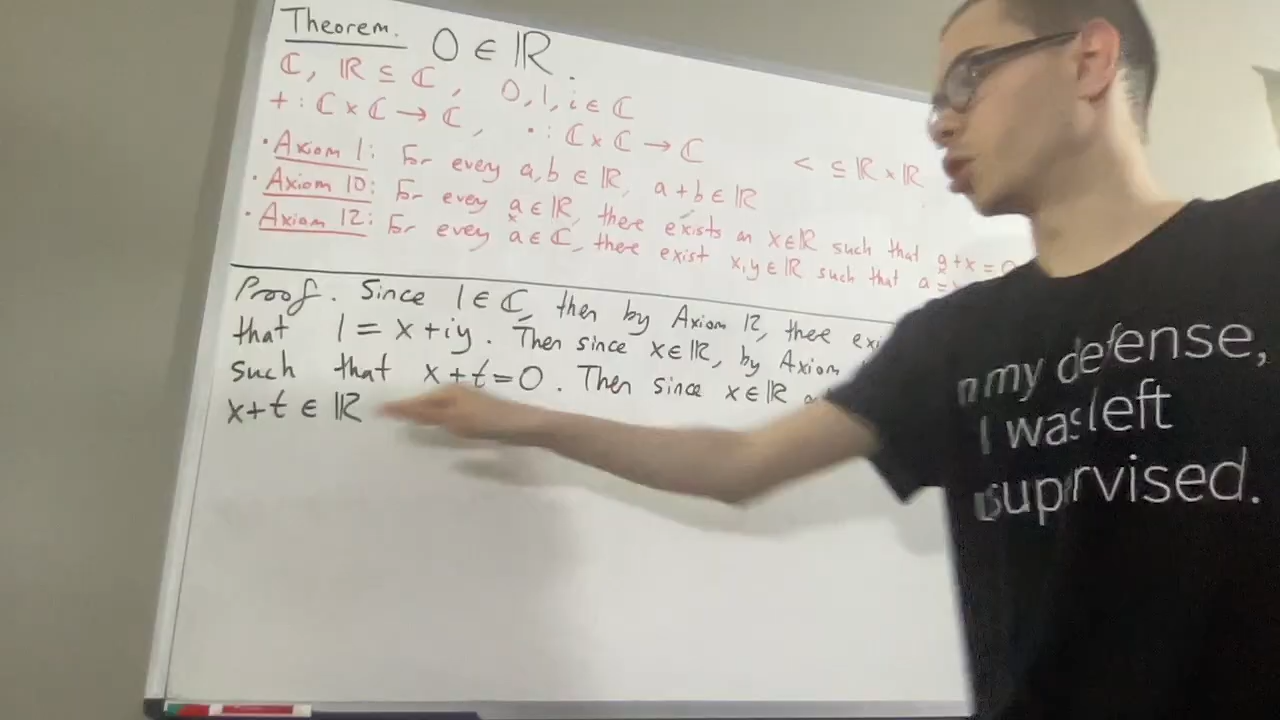 Theorem. 0 ∈ ℝ.
ℂ, ℝ ⊆ ℂ, 0, 1, i ∈ ℂ
+ : ℂ × ℂ → ℂ, · : ℂ × ℂ → ℂ < ⊆ ℝ × ℝ
· Axiom 1: For every a, b ∈ ℝ, a + b ∈ ℝ
· Axiom 10: For every a ∈ ℝ, there exists an x ∈ ℝ such that a + x = 0
· Axiom 12: For every a ∈ ℂ, there exist x, y ∈ ℝ such that a =
Proof. Since 1 ∈ ℂ, then by Axiom 12, there
that 1 = x + iy. Then since x ∈ ℝ, by Axiom
such that x + t = 0. Then since x ∈ ℝ
x + t ∈ ℝ
my defense,
I was left